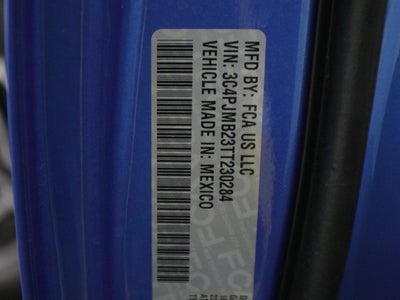 MFD BY: FCA US LLC
VIN: 3C4PJMB23TT230284
VEHICLE MADE IN: MEXICO